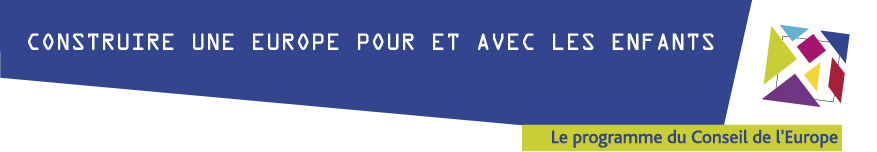 CONSTRUIRE UNE EUROPE POUR ET AVEC LES ENFANTS
Le programme du Conseil de l'Europe